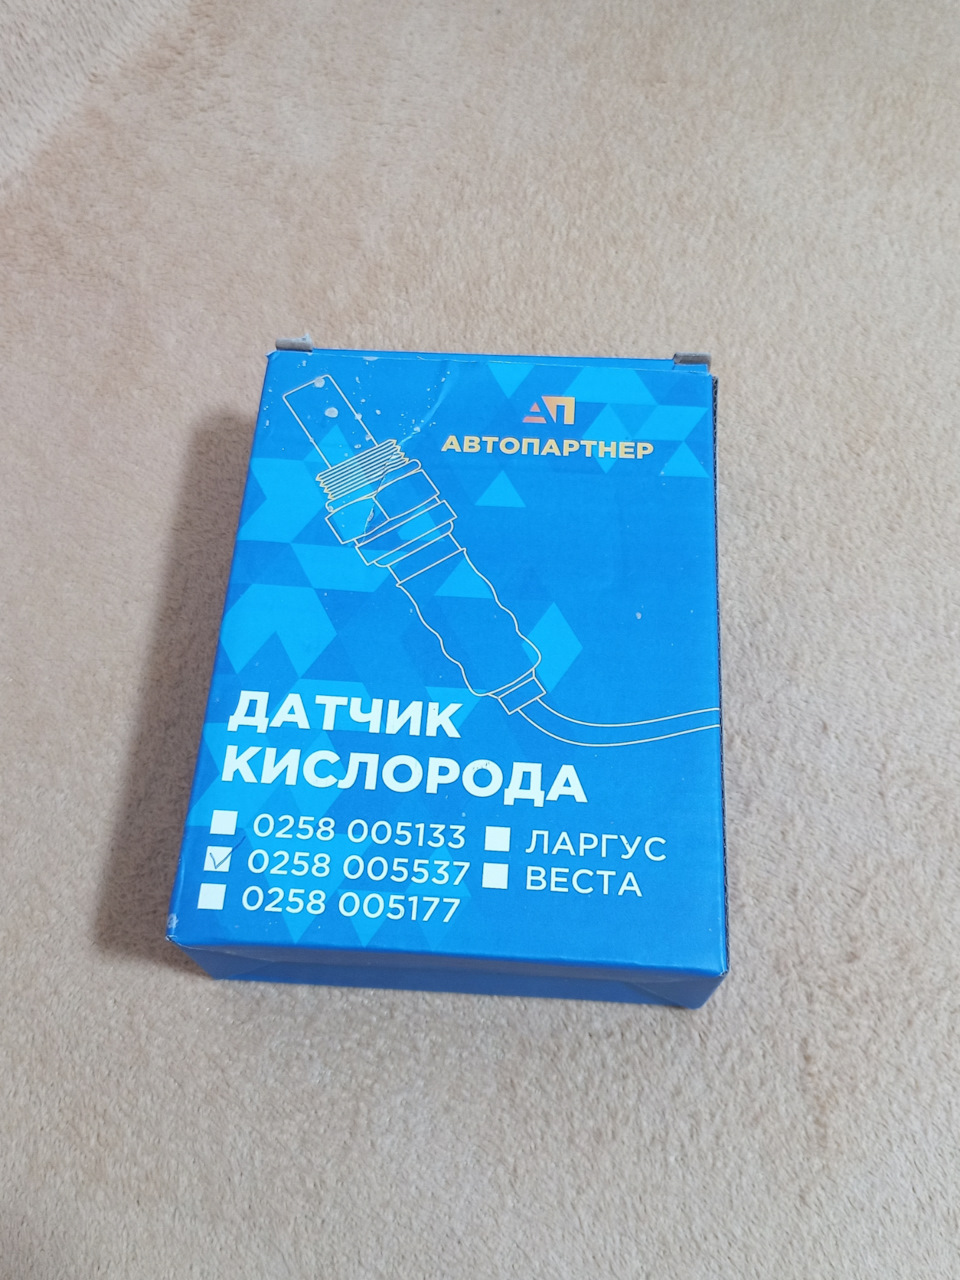 АП
АВТОПАРТНЕР
ДАТЧИК
КИСЛОРОДА
0258 005133
0258 005537
0258 005177
ЛАРГУС
ВЕСТА